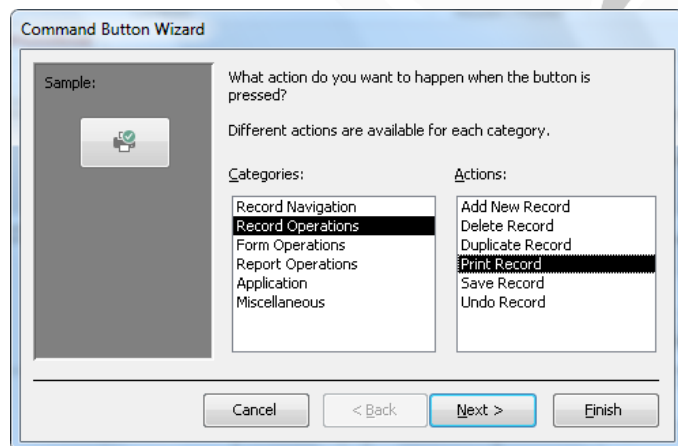 Command Button Wizard
Sample:
What action do you want to happen when the button is
pressed?
Different actions are available for each category.
Categories:
Actions:
Record Navigation
Record Operations
Form Operations
Report Operations
Application
Miscellaneous
Add New Record
Delete Record
Duplicate Record
Print Record
Save Record
Undo Record
Cancel
< Back
Next >
Finish